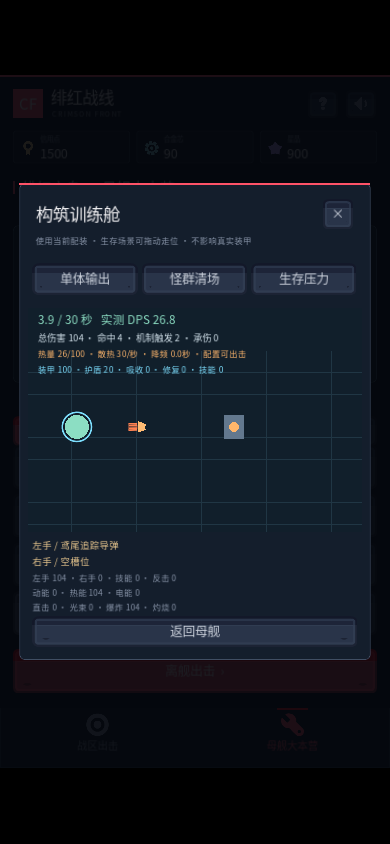 CF
绯红战线
?
1500
90
900
构筑训练舱
×
使用当前配装 · 生存场景可拖动走位 · 不影响真实装甲
单体输出
怪群清场
生存压力
3.9 / 30 秒 实测 DPS 26.8
总伤害 104 · 命中 4 · 机制触发 2 · 承伤 0
热量 26/100 · 散热 30/秒 · 降频 0.0秒 · 配置可出击
装甲 100 · 护盾 20 · 吸收 0 · 修复 0 · 技能 0
左手 / 鸢尾追踪导弹
右手 / 空槽位
左手 104 · 右手 0 · 技能 0 · 反击 0
动能 0 · 热能 104 · 电能 0
直击 0 · 光束 0 · 爆炸 104 · 灼烧 0
返回母舰